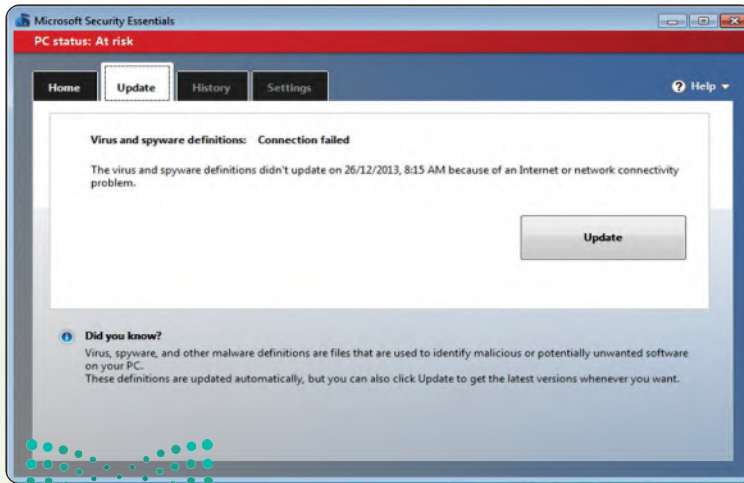 Microsoft Security Essentials
PC status: At risk
Home Update History Settings Help
Virus and spyware definitions: Connection failed
The virus and spyware definitions didn't update on 26/12/2013, 8:15 AM because of an Internet or network connectivity
problem.
Update
Did you know?
Virus, spyware, and other malware definitions are files that are used to identify malicious or potentially unwanted software
on your PC.
These definitions are updated automatically, but you can also click Update to get the latest versions whenever you want.